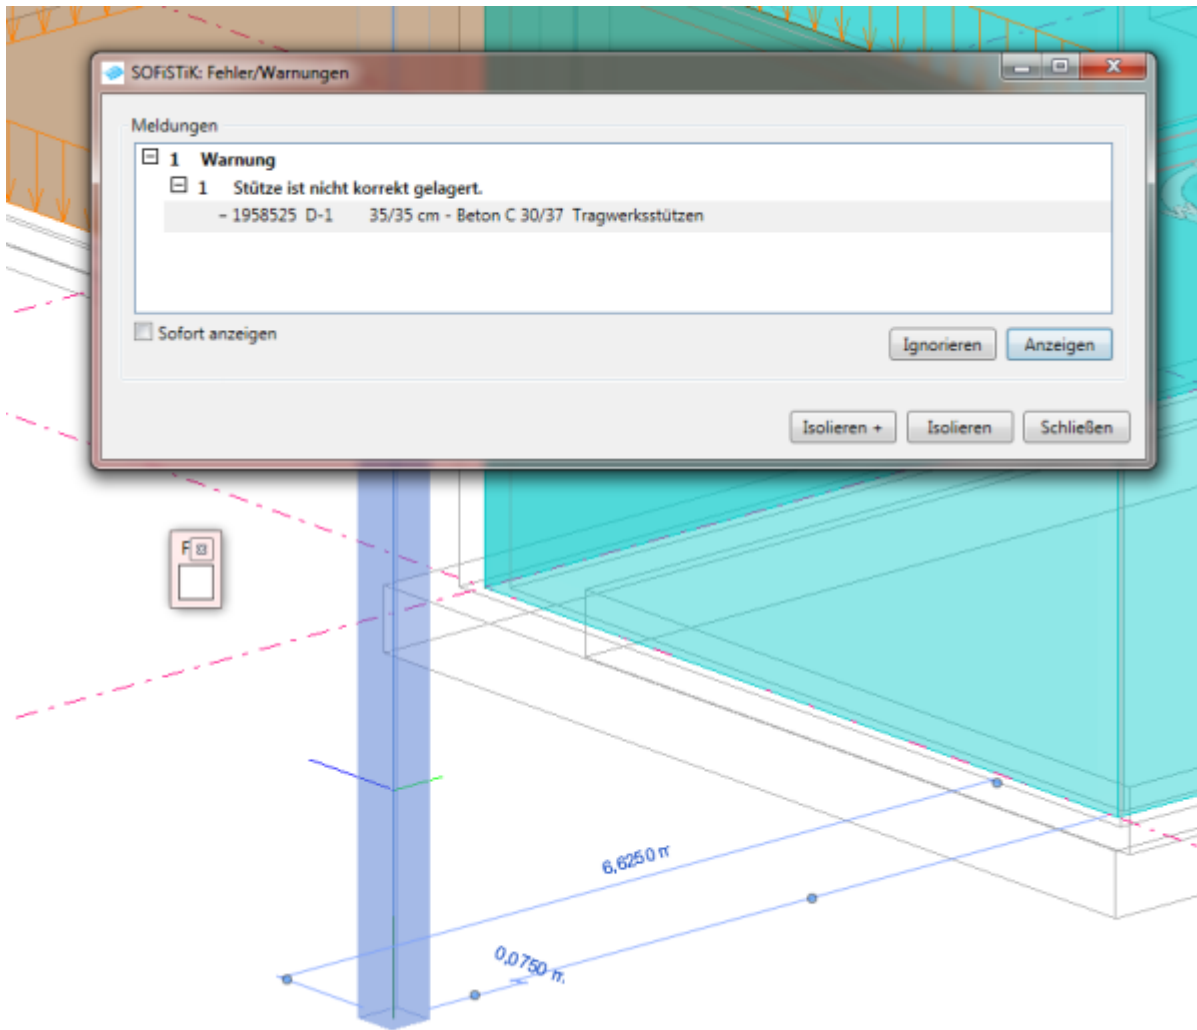 SOFiSTiK: Fehler/Warnungen
Meldungen
1 Warnung
1 Stütze ist nicht korrekt gelagert.
– 1958525 D-1 35/35 cm - Beton C 30/37 Tragwerksstützen
Sofort anzeigen
Ignorieren
Anzeigen
Isolieren +
Isolieren
Schließen
F
6,6250
0,0750